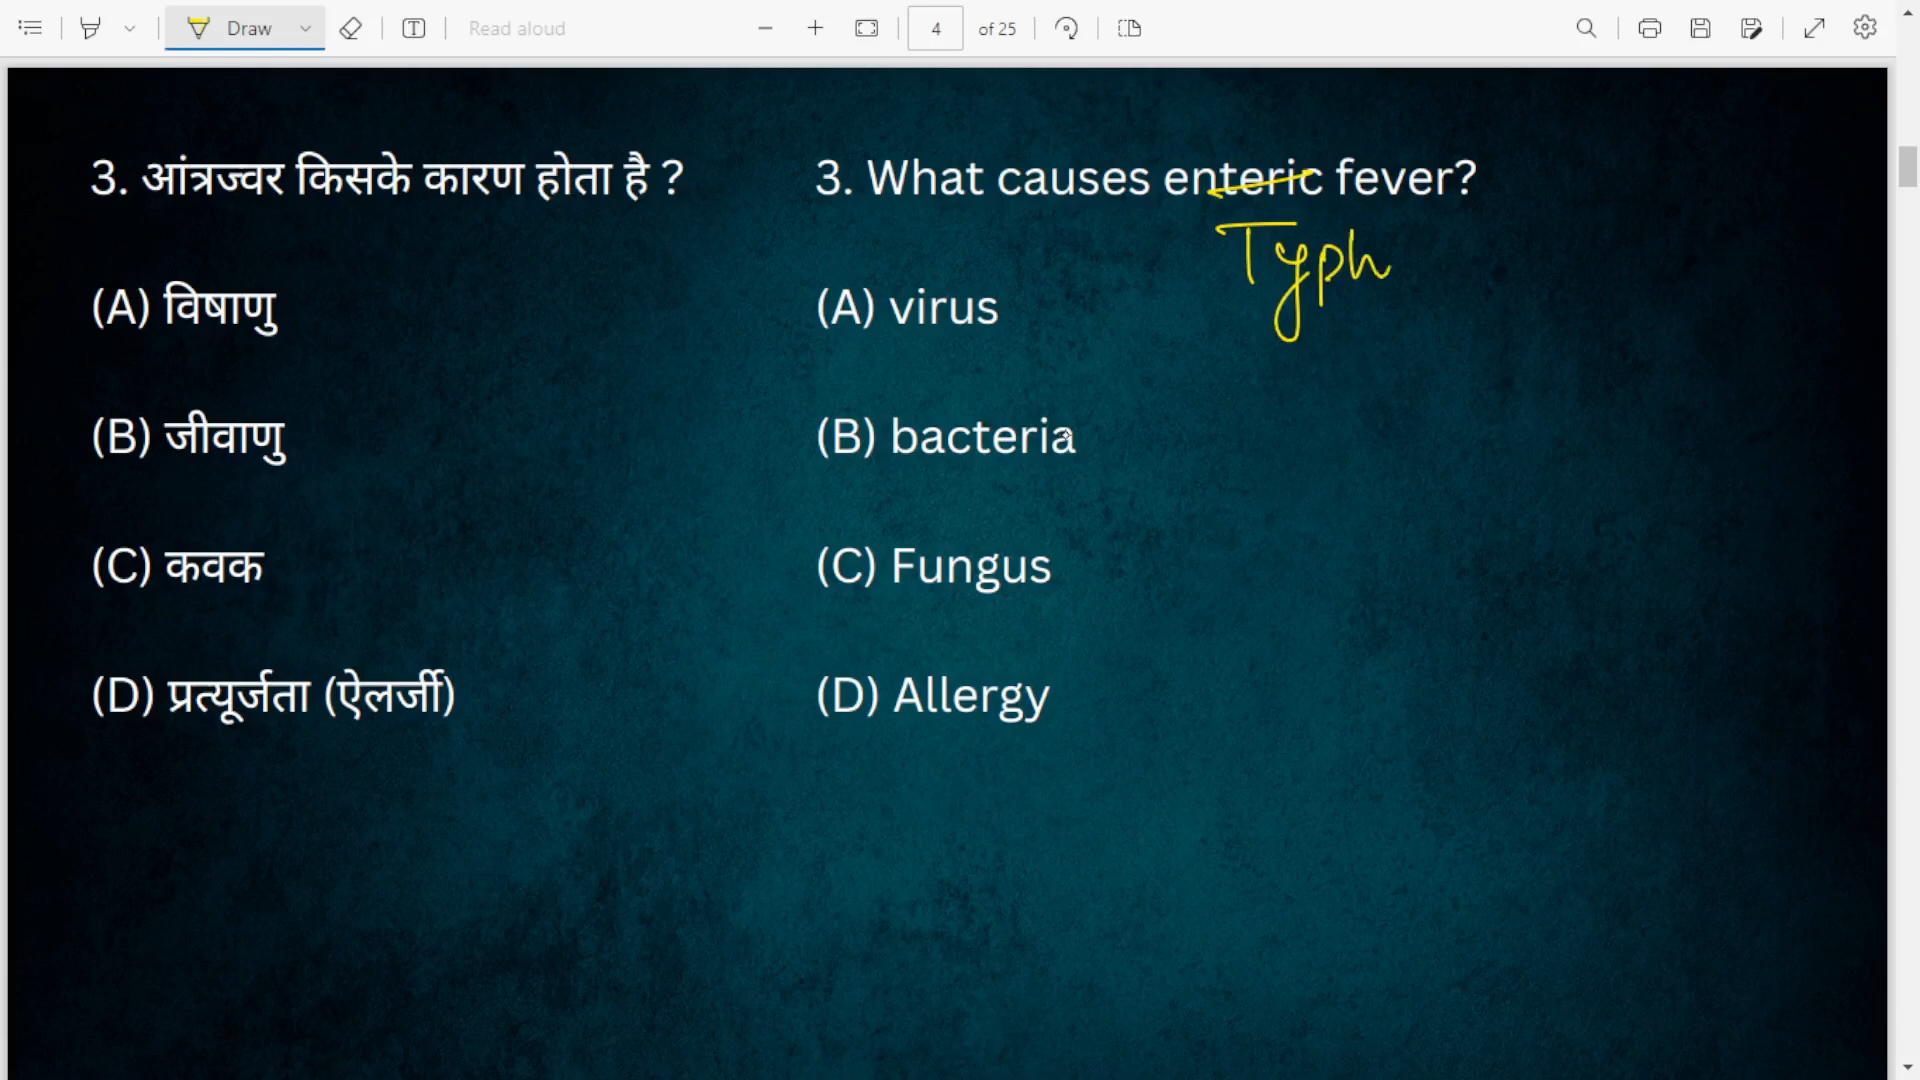 Draw
Read aloud
4 of 25
3. आंत्रज्वर किसके कारण होता है ?
(A) विषाणु
(B) जीवाणु
(C) कवक
(D) प्रत्यूर्जता (ऐलर्जी)
3. What causes enteric fever?
Typh
(A) virus
(B) bacteria
(C) Fungus
(D) Allergy